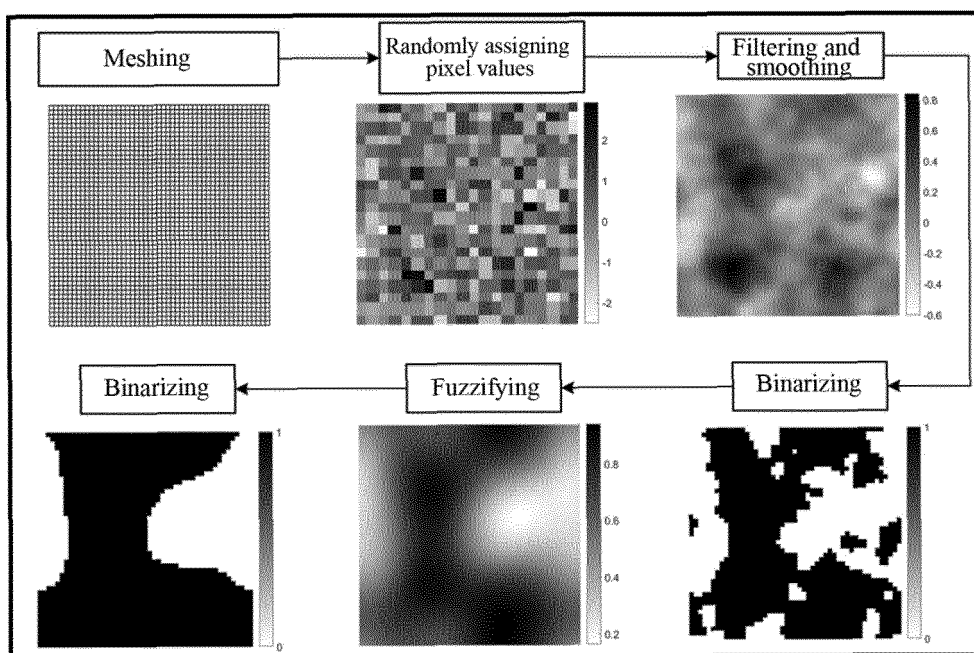 Meshing
Randomly assigning
pixel values
Filtering and
smoothing
2
1
0
-1
-2
0.8
0.6
0.4
0.2
0
-0.2
-0.4
-0.6
Binarizing
Fuzzifying
Binarizing
1
0
0.8
0.6
0.4
0.2
1
0